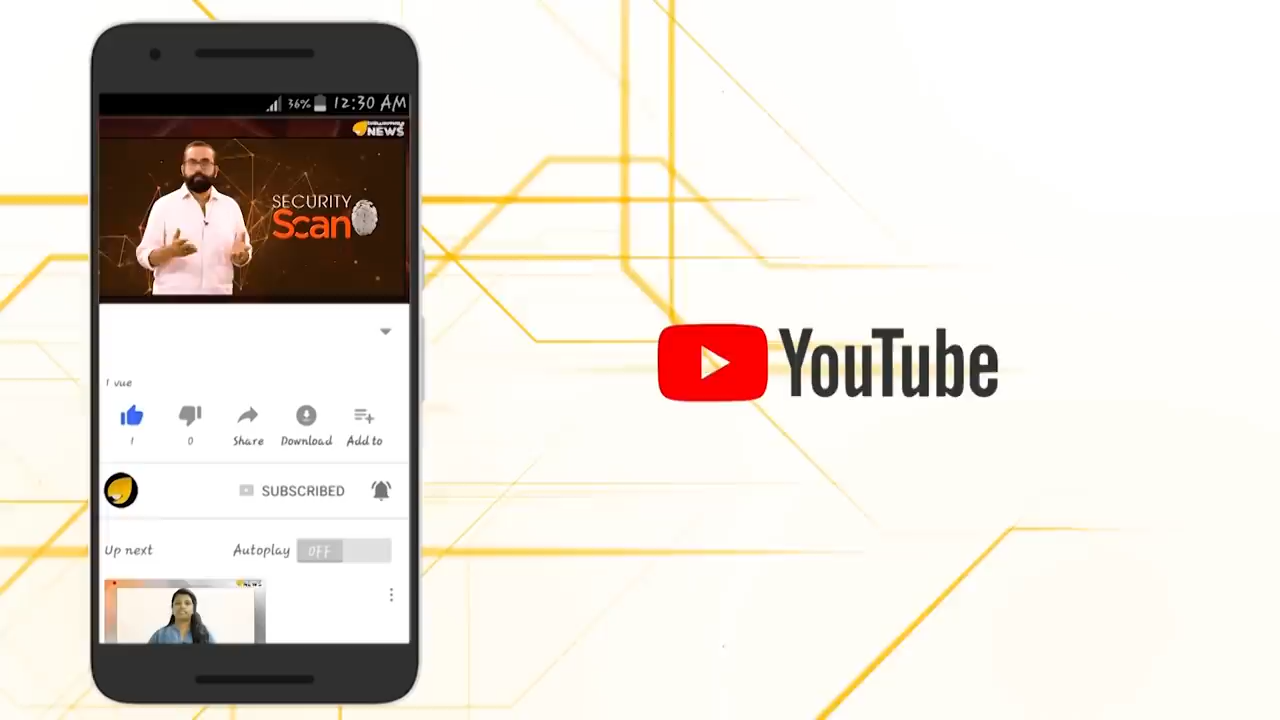 36% 12:30 AM
NEWS
SECURITY
Scan
1 vue
1 0 Share Download Add to
SUBSCRIBED
Up next Autoplay OFF
NEWS
YouTube